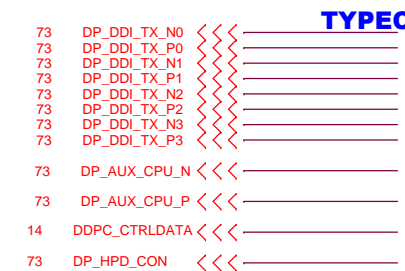 TYPEC
73 DP_DDI_TX_N0
73 DP_DDI_TX_P0
73 DP_DDI_TX_N1
73 DP_DDI_TX_P1
73 DP_DDI_TX_N2
73 DP_DDI_TX_P2
73 DP_DDI_TX_N3
73 DP_DDI_TX_P3
73 DP_AUX_CPU_N
73 DP_AUX_CPU_P
14 DDPC_CTRLDATA
73 DP_HPD_CON